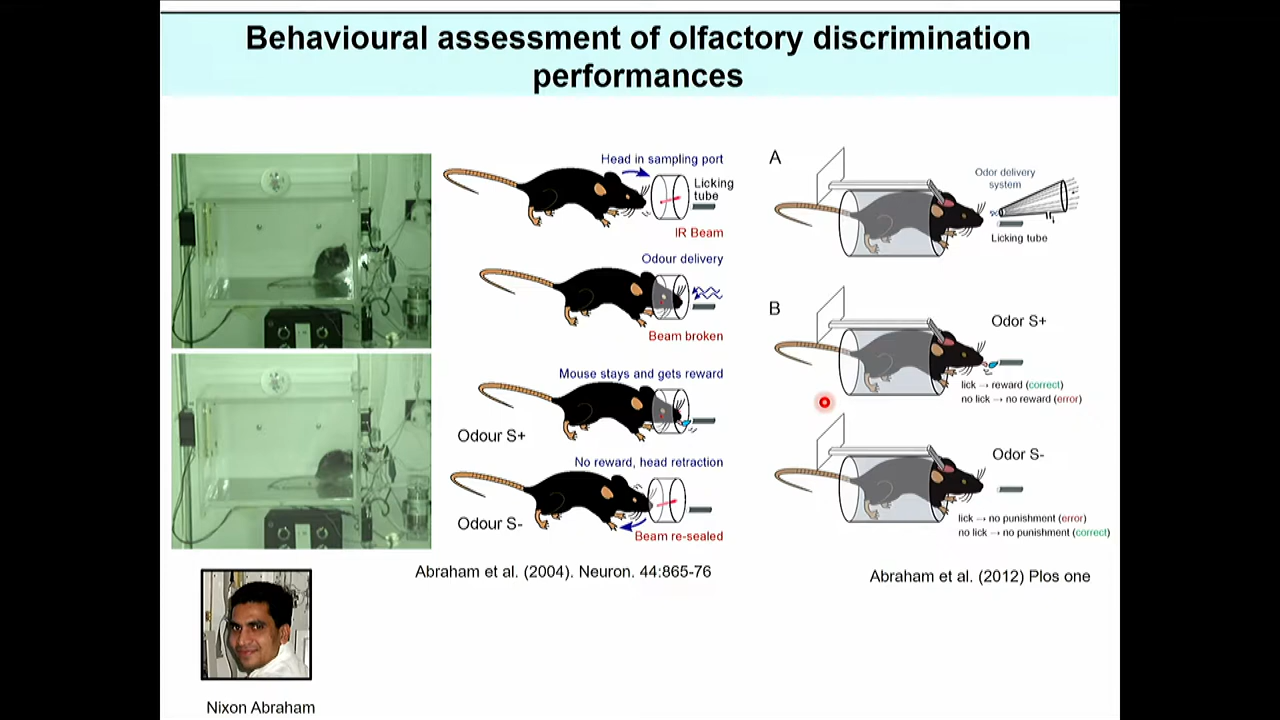 Behavioural assessment of olfactory discrimination
performances
Head in sampling port
Licking
tube
IR Beam
Odour delivery
Beam broken
Mouse stays and gets reward
Odour S+
No reward, head retraction
Odour S-
Beam re-sealed
Abraham et al. (2004). Neuron. 44:865-76
A
Odor delivery
system
Licking tube
B
Odor S+
lick → reward (correct)
no lick → no reward (error)
Odor S-
lick → no punishment (error)
no lick → no punishment (correct)
Abraham et al. (2012) Plos one
Nixon Abraham